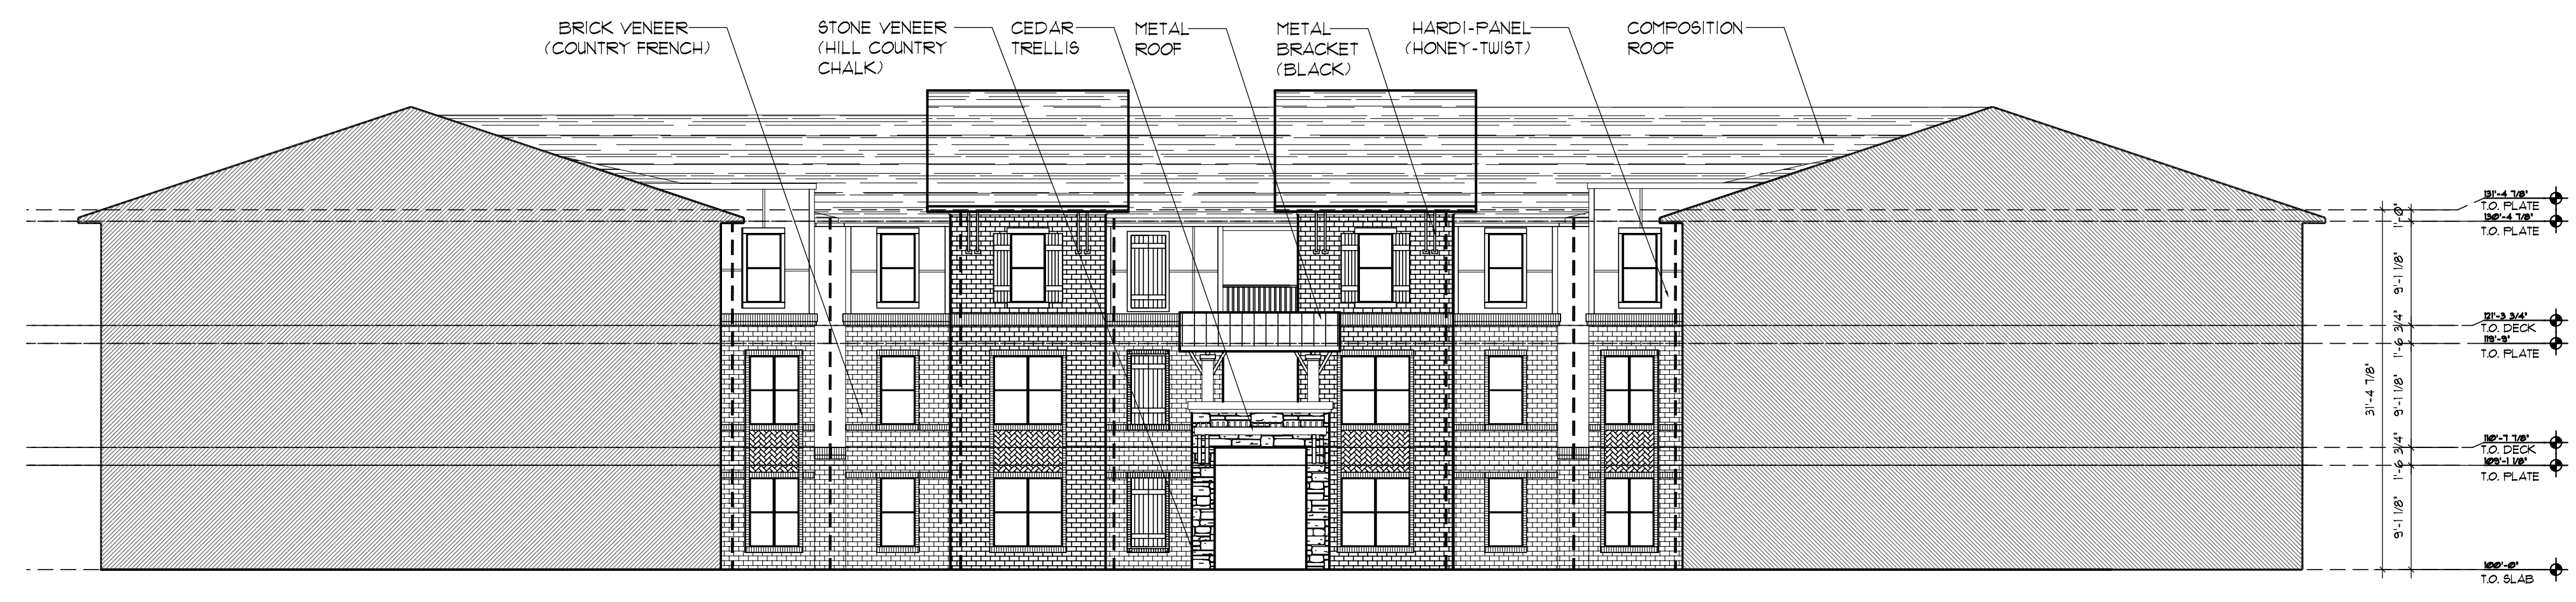 BRICK VENEER
(COUNTRY FRENCH)
STONE VENEER
(HILL COUNTRY
CHALK)
CEDAR
TRELLIS
METAL
ROOF
METAL
BRACKET
(BLACK)
HARDI-PANEL
(HONEY-TWIST)
COMPOSITION
ROOF
131'-4 7/8"
T.O. PLATE
130'-4 7/8"
T.O. PLATE
121'-3 3/4"
T.O. DECK
119'-9"
T.O. PLATE
110'-7 7/8"
T.O. DECK
109'-1 1/8"
T.O. PLATE
100'-0"
T.O. SLAB
1'-0"
9'-1 1/8"
1'-6 3/4"
9'-1 1/8"
1'-6 3/4"
9'-1 1/8"
31'-4 7/8"